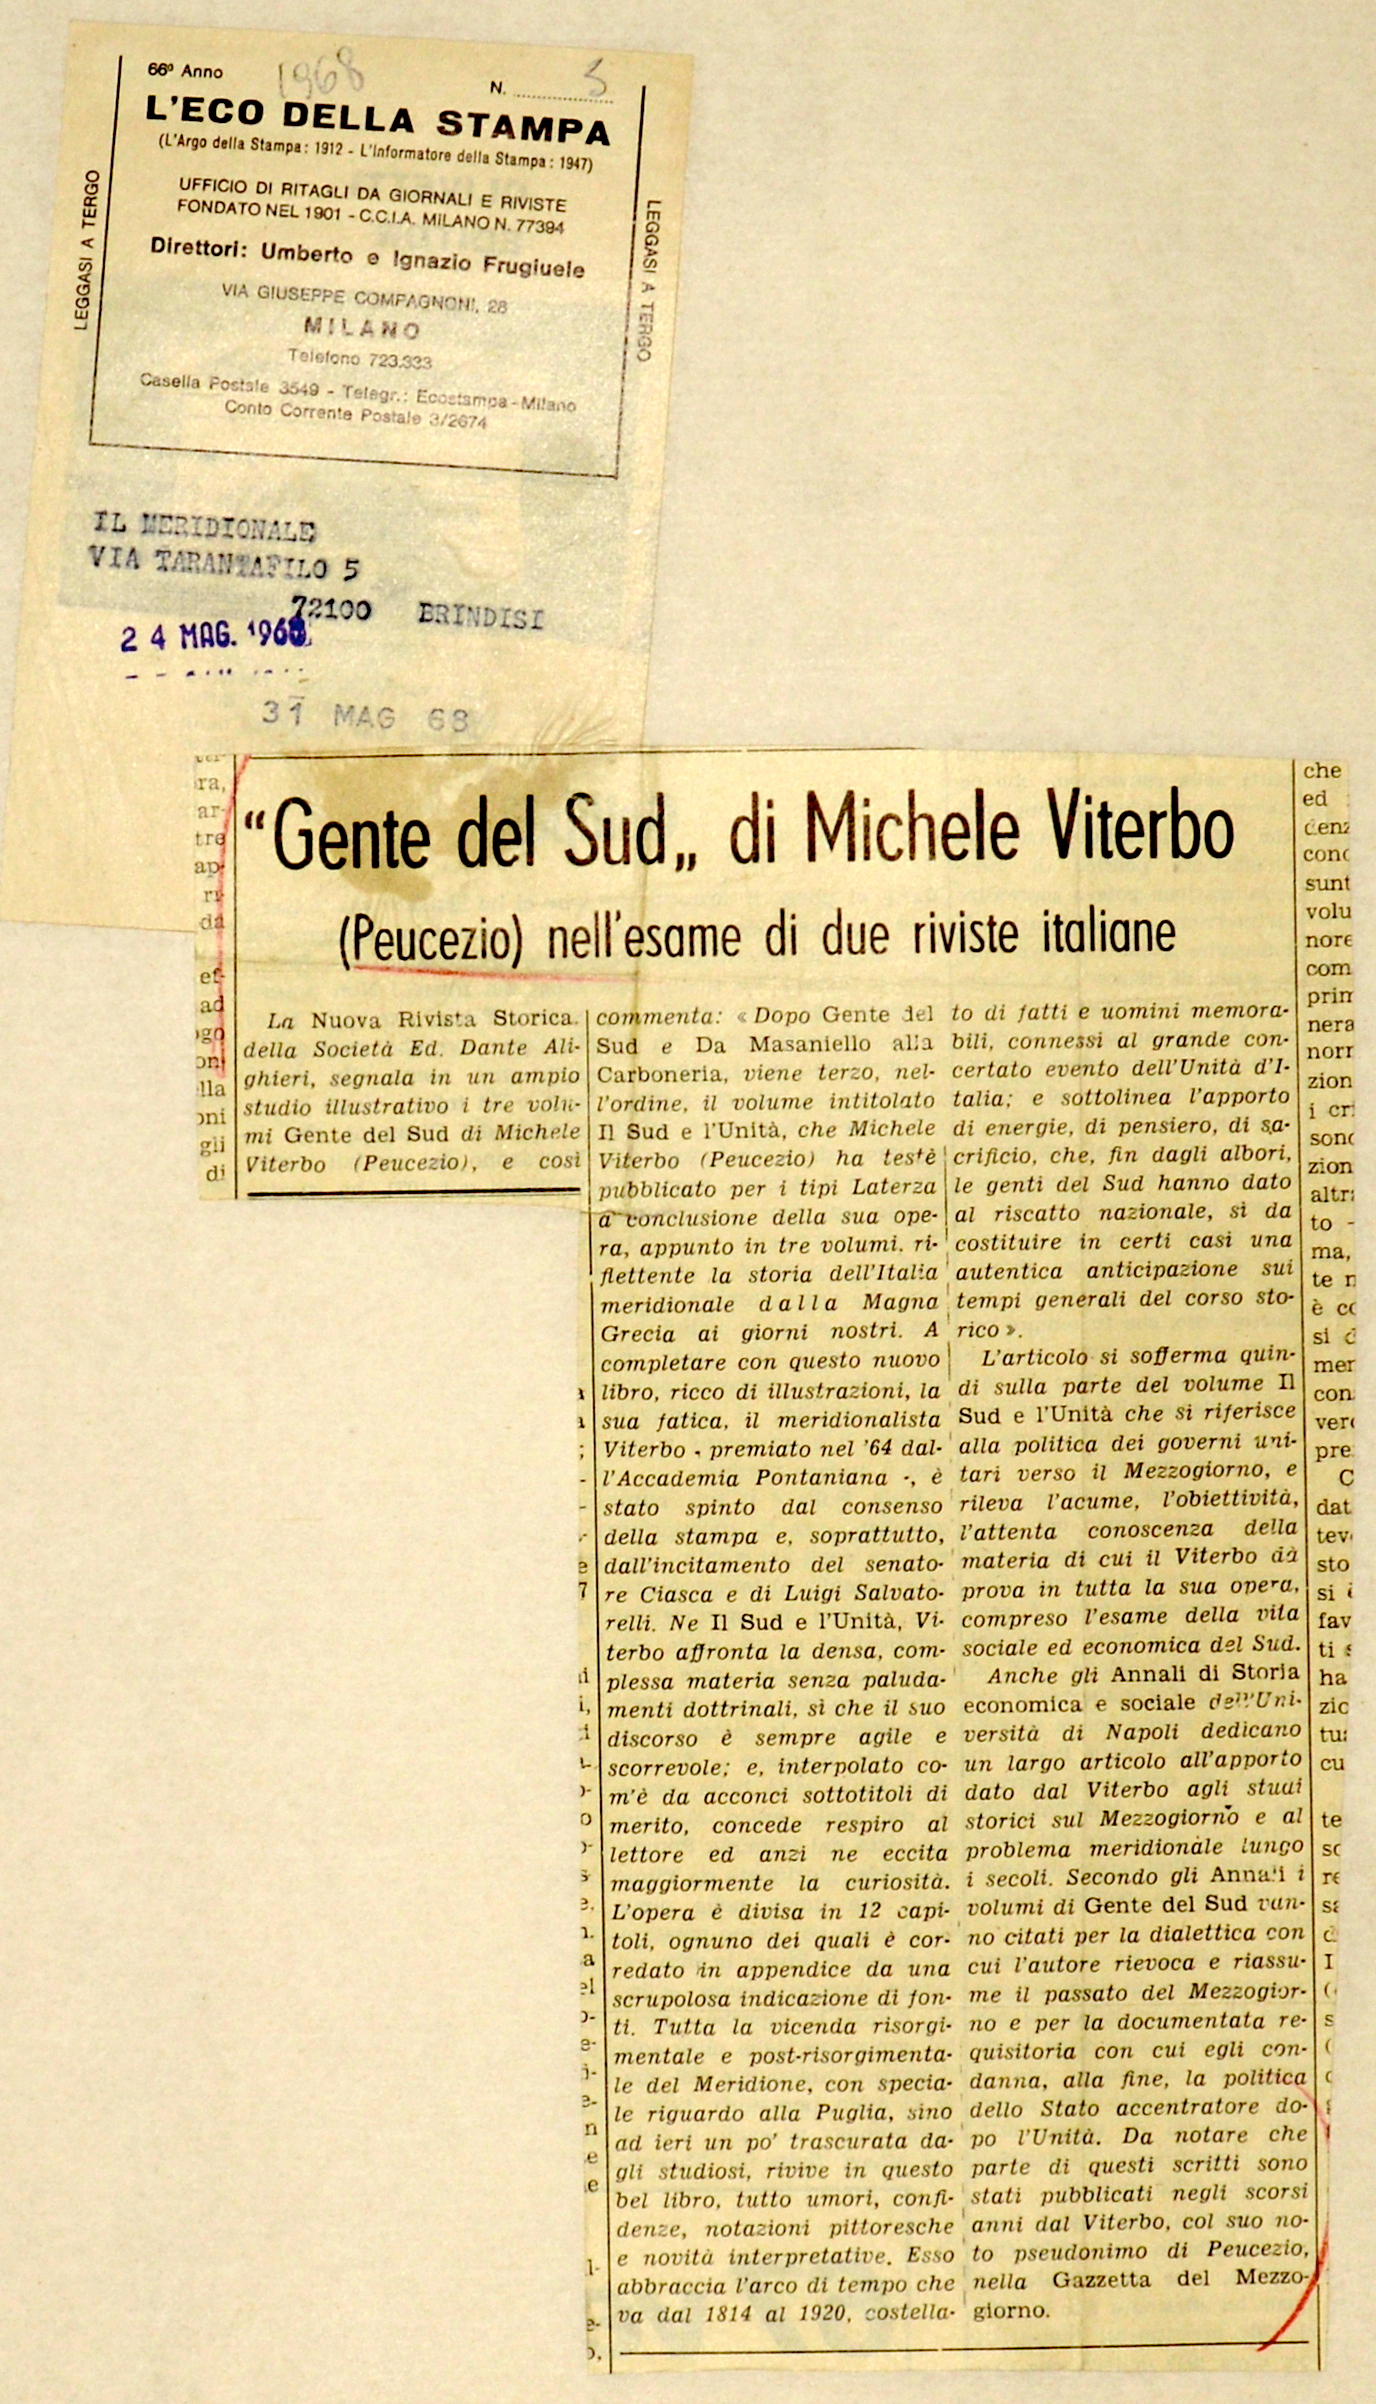 66º Anno 1968 N. 5
L'ECO DELLA STAMPA
(L'Argo della Stampa: 1912 - L'Informatore della Stampa: 1947)
UFFICIO DI RITAGLI DA GIORNALI E RIVISTE
FONDATO NEL 1901 - C.C.I.A. MILANO N. 77394
Direttori: Umberto e Ignazio Frugiuele
VIA GIUSEPPE COMPAGNONI, 28
MILANO
Telefono 723.333
Casella Postale 3549 - Telegr.: Ecostampa - Milano
Conto Corrente Postale 3/2674
LEGGASI A TERGO
LEGGASI A TERGO
IL MERIDIONALE
VIA TARANTAFILO 5
72100 BRINDISI
24 MAG. 1968
31 MAG 68
"Gente del Sud„ di Michele Viterbo
(Peucezio) nell'esame di due riviste italiane
La Nuova Rivista Storica.
della Società Ed. Dante Ali-
ghieri, segnala in un ampio
studio illustrativo i tre volu-
mi Gente del Sud di Michele
Viterbo (Peucezio), e così
commenta: «Dopo Gente del
Sud e Da Masaniello alla
Carboneria, viene terzo, nel-
l'ordine, il volume intitolato
Il Sud e l'Unità, che Michele
Viterbo (Peucezio) ha testè
pubblicato per i tipi Laterza
a conclusione della sua ope-
ra, appunto in tre volumi. ri-
flettente la storia dell'Italia
meridionale dalla Magna
Grecia ai giorni nostri. A
completare con questo nuovo
libro, ricco di illustrazioni, la
sua fatica, il meridionalista
Viterbo - premiato nel '64 dal-
l'Accademia Pontaniana -, è
stato spinto dal consenso
della stampa e, soprattutto,
dall'incitamento del senato-
re Ciasca e di Luigi Salvato-
relli. Ne Il Sud e l'Unità, Vi-
terbo affronta la densa, com-
plessa materia senza paluda-
menti dottrinali, sì che il suo
discorso è sempre agile e
scorrevole; e, interpolato co-
m'è da acconci sottotitoli di
merito, concede respiro al
lettore ed anzi ne eccita
maggiormente la curiosità.
L'opera è divisa in 12 capi-
toli, ognuno dei quali è cor-
redato in appendice da una
scrupolosa indicazione di fon-
ti. Tutta la vicenda risorgi-
mentale e post-risorgimenta-
le del Meridione, con specia-
le riguardo alla Puglia, sino
ad ieri un po' trascurata da-
gli studiosi, rivive in questo
bel libro, tutto umori, confi-
denze, notazioni pittoresche
e novità interpretative. Esso
abbraccia l'arco di tempo che
va dal 1814 al 1920, costella-
to di fatti e uomini memora-
bili, connessi al grande con-
certato evento dell'Unità d'I-
talia; e sottolinea l'apporto
di energie, di pensiero, di sa-
crificio, che, fin dagli albori,
le genti del Sud hanno dato
al riscatto nazionale, sì da
costituire in certi casi una
autentica anticipazione sui
tempi generali del corso sto-
rico».
L'articolo si sofferma quin-
di sulla parte del volume Il
Sud e l'Unità che si riferisce
alla politica dei governi uni-
tari verso il Mezzogiorno, e
rileva l'acume, l'obiettività,
l'attenta conoscenza della
materia di cui il Viterbo dà
prova in tutta la sua opera,
compreso l'esame della vita
sociale ed economica del Sud.
Anche gli Annali di Storia
economica e sociale dell'Uni-
versità di Napoli dedicano
un largo articolo all'apporto
dato dal Viterbo agli studi
storici sul Mezzogiorno e al
problema meridionale lungo
i secoli. Secondo gli Annali i
volumi di Gente del Sud van-
no citati per la dialettica con
cui l'autore rievoca e riassu-
me il passato del Mezzogior-
no e per la documentata re-
quisitoria con cui egli con-
danna, alla fine, la politica
dello Stato accentratore do-
po l'Unità. Da notare che
parte di questi scritti sono
stati pubblicati negli scorsi
anni dal Viterbo, col suo no-
to pseudonimo di Peucezio,
nella Gazzetta del Mezzo-
giorno.